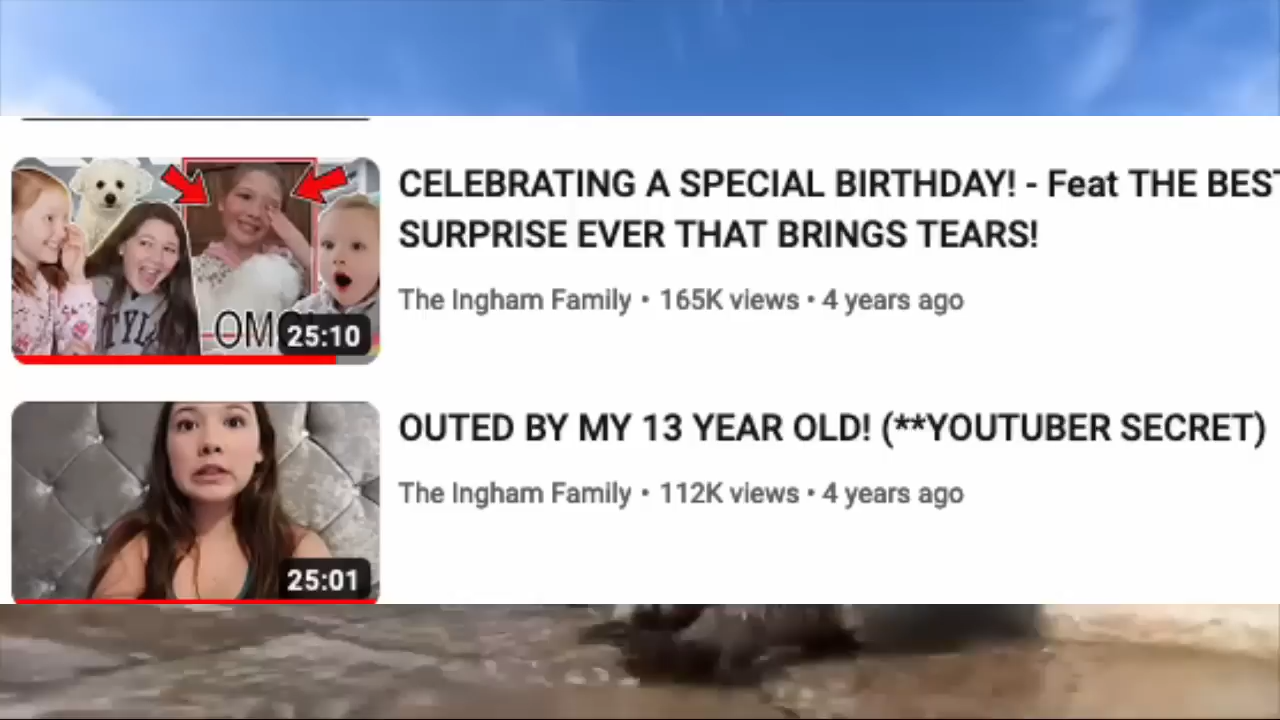 CELEBRATING A SPECIAL BIRTHDAY! - Feat THE BEST
SURPRISE EVER THAT BRINGS TEARS!
The Ingham Family • 165K views • 4 years ago
OMG!
25:10
OUTED BY MY 13 YEAR OLD! (**YOUTUBER SECRET)
The Ingham Family • 112K views • 4 years ago
25:01